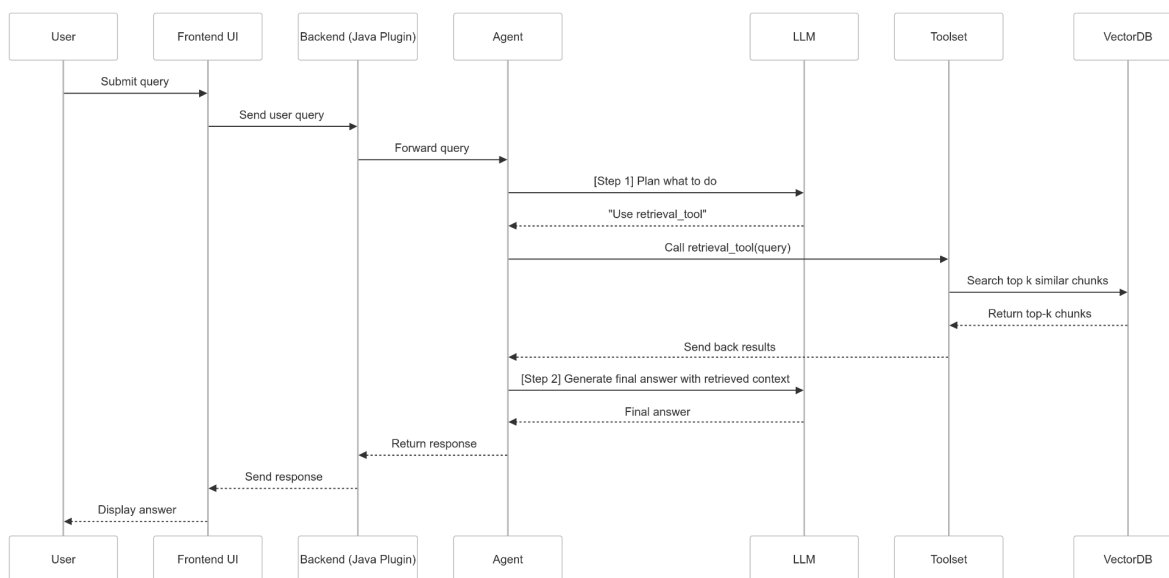 User
Frontend UI
Backend (Java Plugin)
Agent
LLM
Toolset
VectorDB
Submit query
Send user query
Forward query
[Step 1] Plan what to do
"Use retrieval_tool"
Call retrieval_tool(query)
Search top k similar chunks
Return top-k chunks
Send back results
[Step 2] Generate final answer with retrieved context
Final answer
Return response
Send response
Display answer
User
Frontend UI
Backend (Java Plugin)
Agent
LLM
Toolset
VectorDB